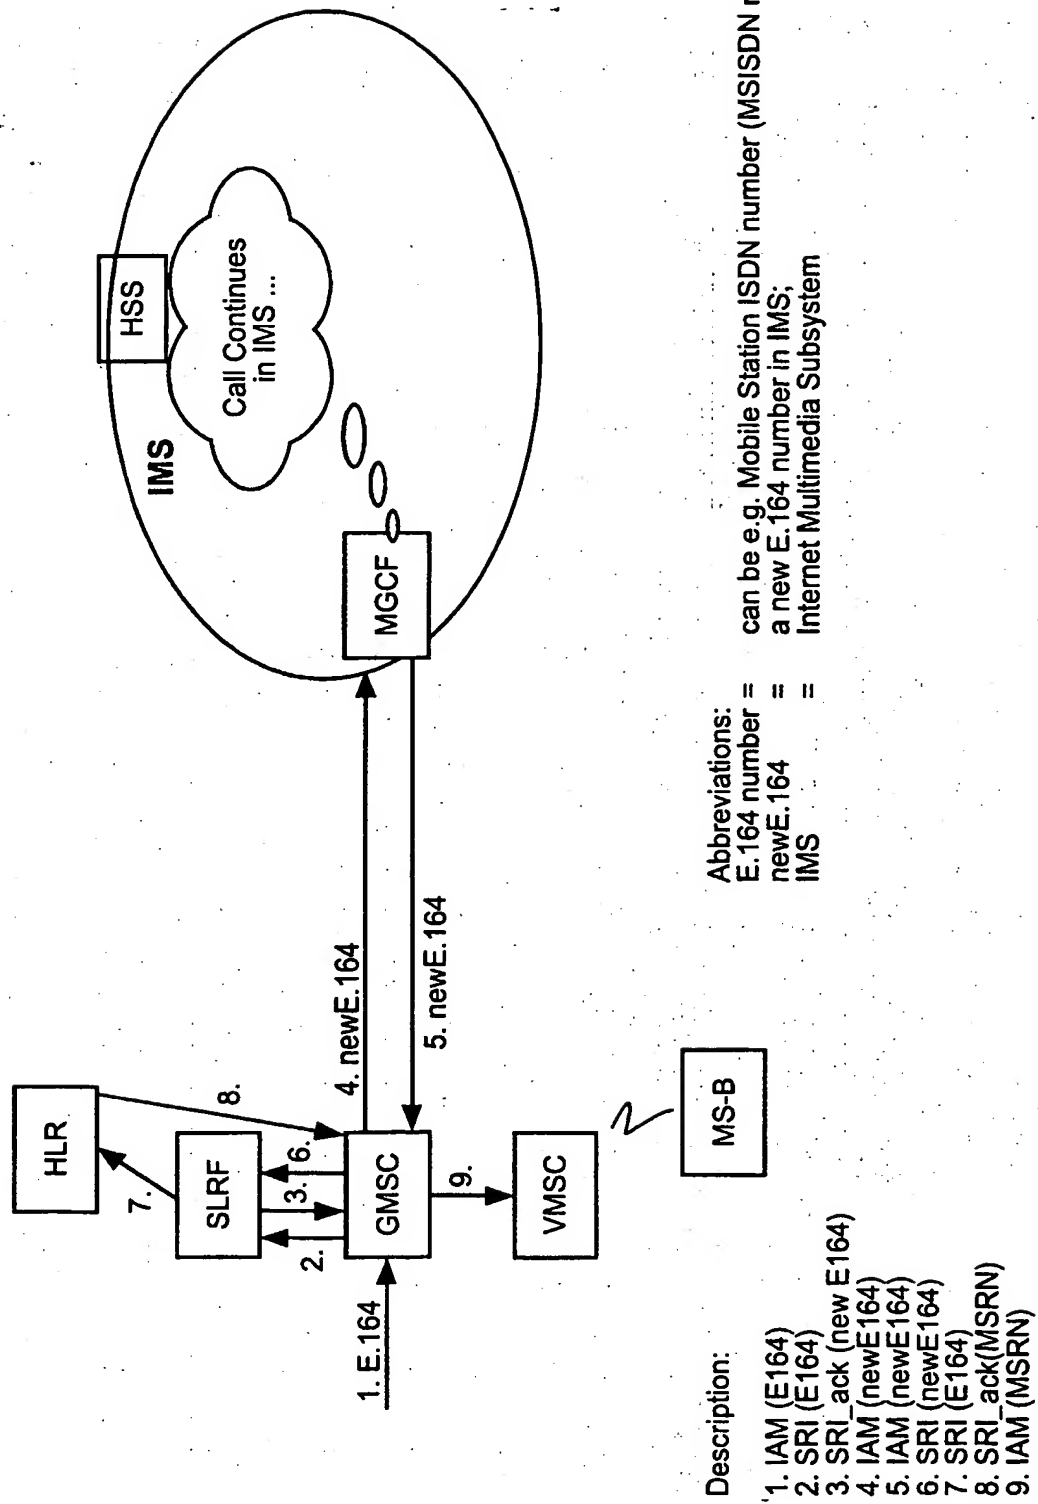 HLR
7.
8.
SLRF
2.
3.
6.
1. E.164
GMSC
4. newE.164
5. newE.164
9.
VMSC
MS-B
IMS
HSS
Call Continues
in IMS ...
MGCF
Description:
1. IAM (E164)
2. SRI (E164)
3. SRI_ack (new E164)
4. IAM (newE164)
5. IAM (newE164)
6. SRI (newE164)
7. SRI (E164)
8. SRI_ack(MSRN)
9. IAM (MSRN)
Abbreviations:
E.164 number = can be e.g. Mobile Station ISDN number (MSISDN
newE.164 = a new E.164 number in IMS;
IMS = Internet Multimedia Subsystem